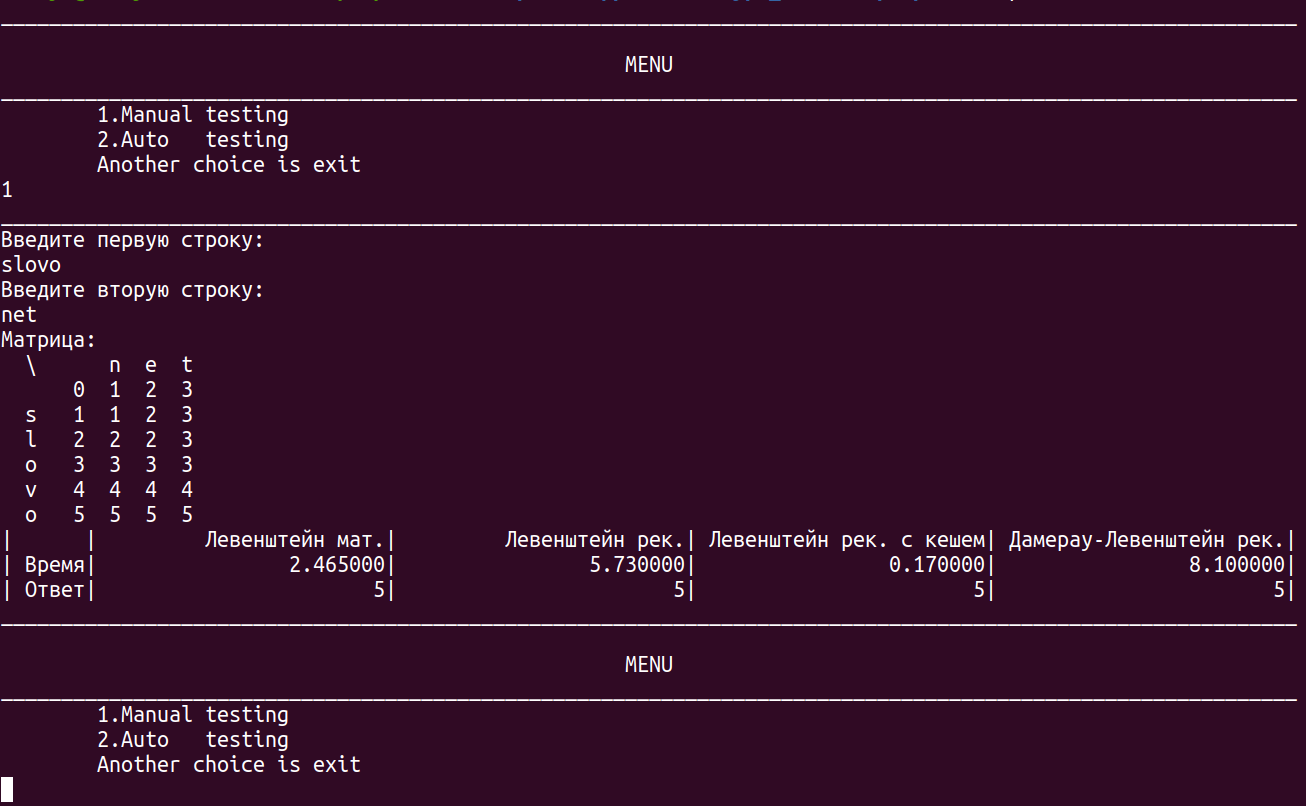 MENU
1.Manual testing
2.Auto   testing
Another choice is exit
1
Введите первую строку:
slovo
Введите вторую строку:
net
Матрица:
\      n  e  t
    0  1  2  3
s   1  1  2  3
l   2  2  2  3
o   3  3  3  3
v   4  4  4  4
o   5  5  5  5
|      |         Левенштейн мат.|         Левенштейн рек.| Левенштейн рек. с кешем| Дамерау-Левенштейн рек.|
| Время|                2.465000|                5.730000|                0.170000|                8.100000|
| Ответ|                       5|                       5|                       5|                       5|
MENU
1.Manual testing
2.Auto   testing
Another choice is exit